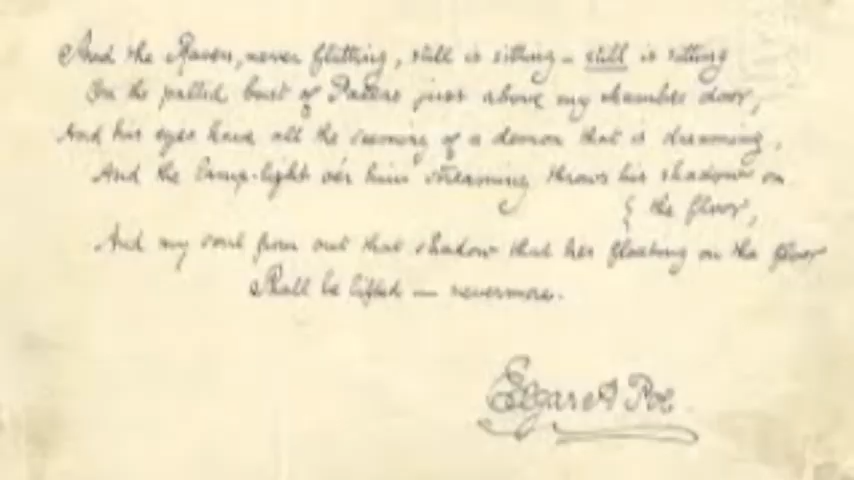 And the Raven, never flitting, still is sitting – still is sitting
On the pallid bust of Pallas just above my chamber door,
And his eyes have all the seeming of a demon that is dreaming,
And the lamp-light o'er him streaming throws his shadow on
{ the floor,
And my soul from out that shadow that lies floating on the floor
Shall be lifted — nevermore.
Edgar A Poe